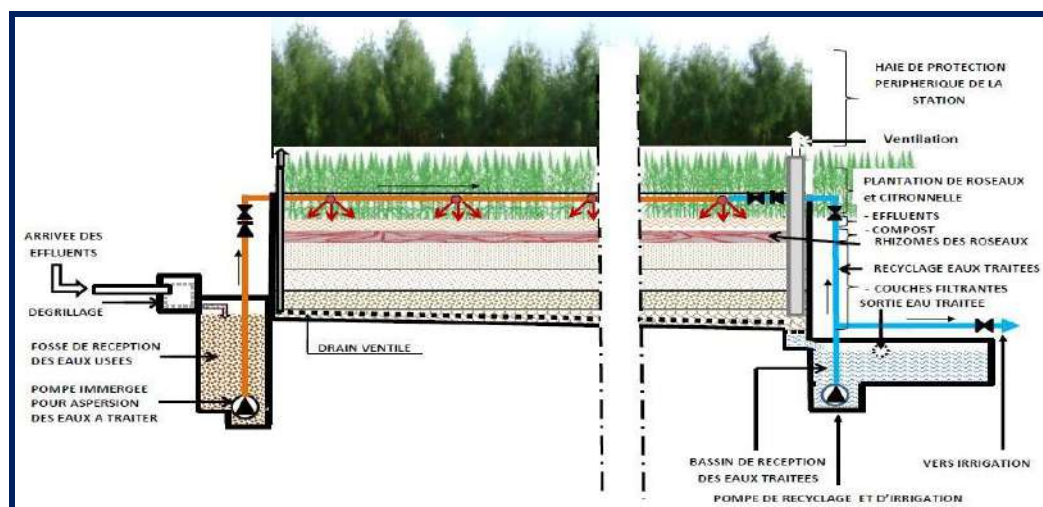 HAIE DE PROTECTION
PERIPHERIQUE DE LA
STATION
Ventilation
PLANTATION DE ROSEAUX
et CITRONNELLE
- EFFLUENTS
- COMPOST
RHIZOMES DES ROSEAUX
RECYCLAGE EAUX TRAITEES
- COUCHES FILTRANTES
SORTIE EAU TRAITEE
ARRIVEE DES
EFFLUENTS
DEGRILLAGE
FOSSE DE RECEPTION
DES EAUX USEES
POMPE IMMERGEE
POUR ASPERSION
DES EAUX A TRAITER
DRAIN VENTILE
BASSIN DE RECEPTION
DES EAUX TRAITEES
VERS IRRIGATION
POMPE DE RECYCLAGE ET D'IRRIGATION